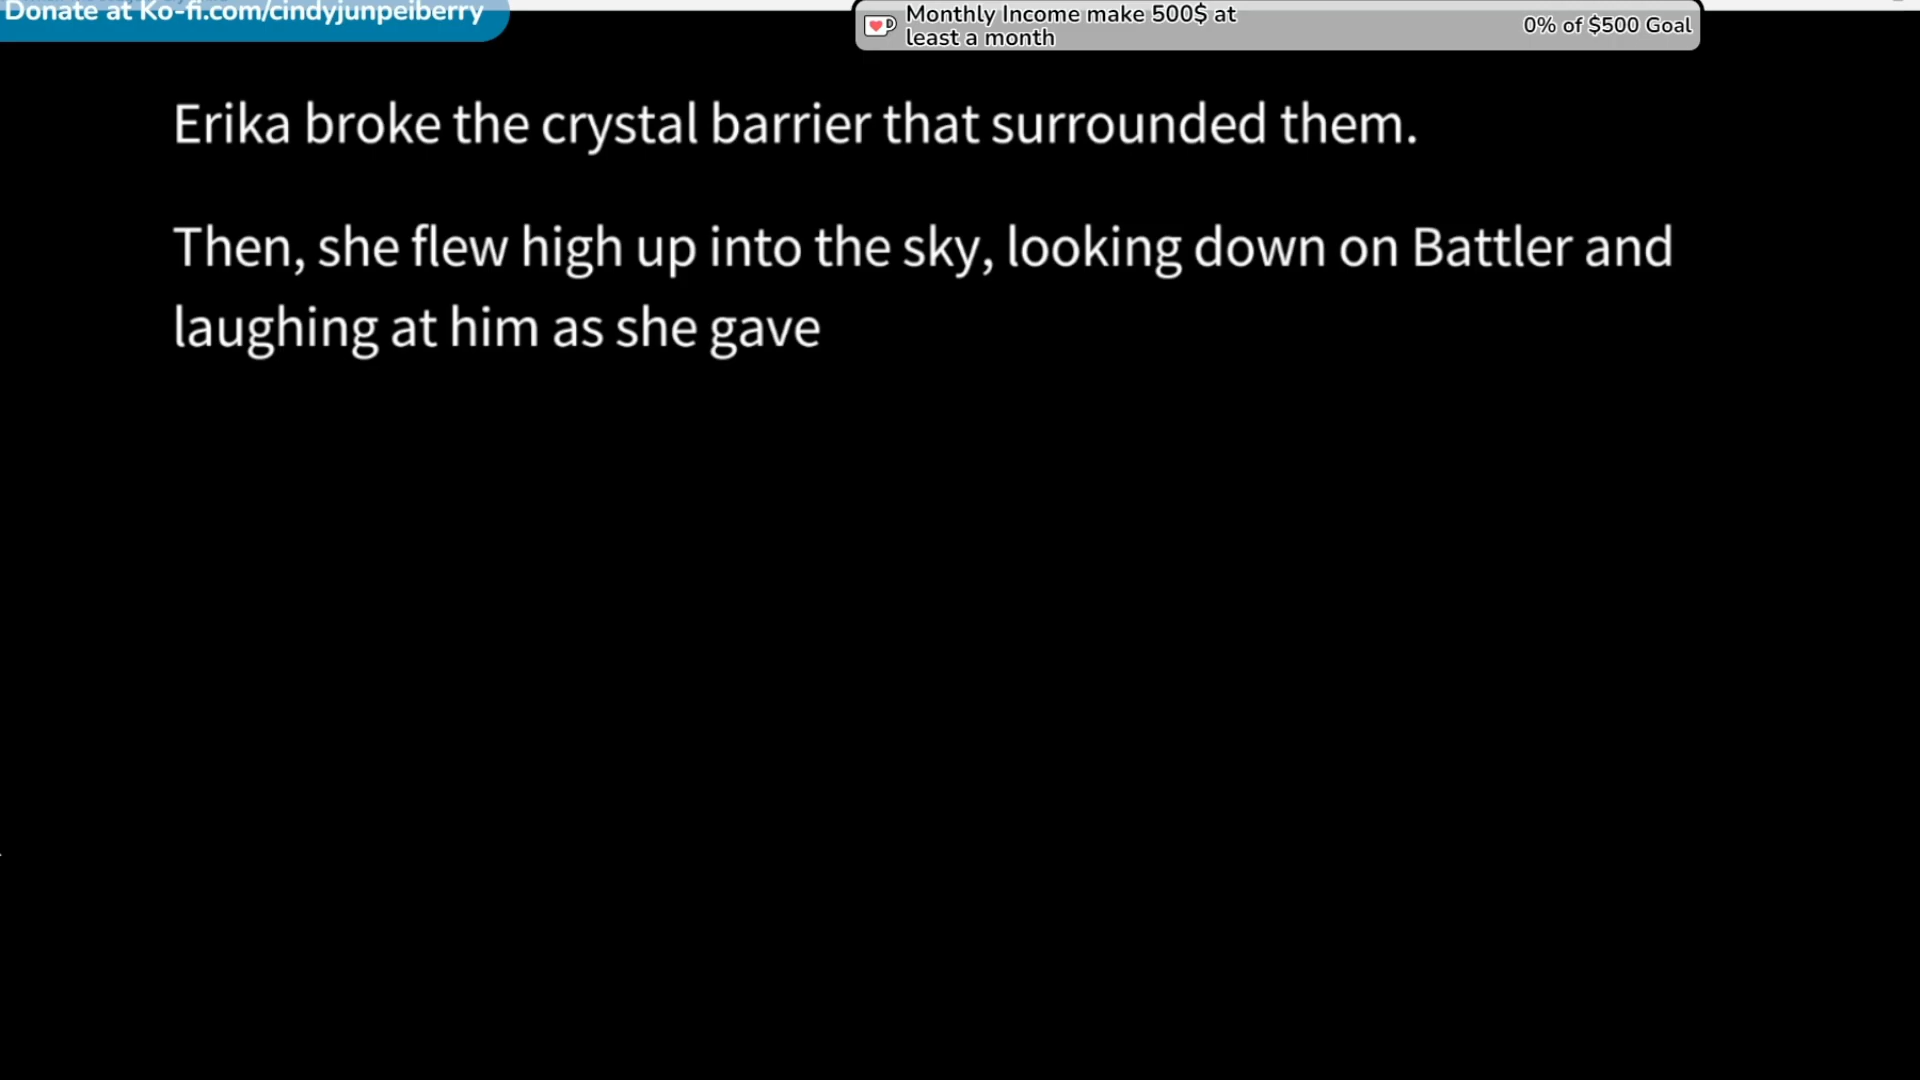 Donate at Ko-fi.com/cindyjunpeiberry
Monthly Income make 500$ at
least a month
0% of $500 Goal
Erika broke the crystal barrier that surrounded them.
Then, she flew high up into the sky, looking down on Battler and
laughing at him as she gave